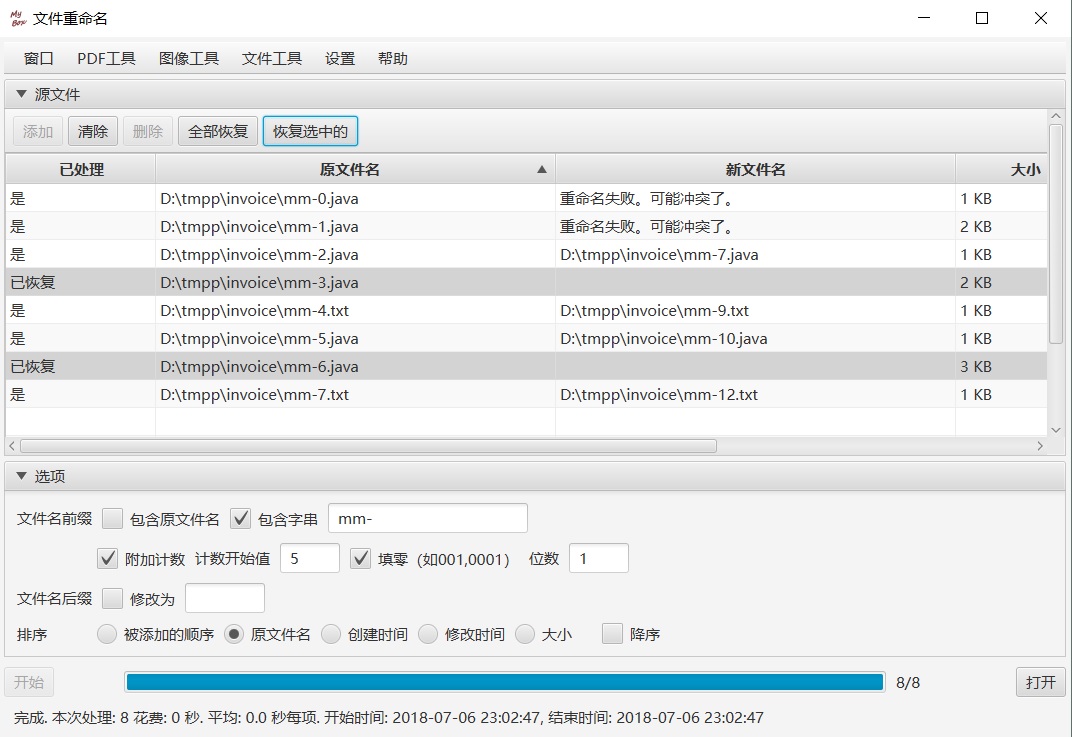 My Box 文件重命名
窗口 PDF工具 图像工具 文件工具 设置 帮助
源文件
添加 清除 删除 全部恢复 恢复选中的
已处理 原文件名 新文件名 大小
是 D:\tmpp\invoice\mm-0.java 重命名失败。可能冲突了。 1 KB
是 D:\tmpp\invoice\mm-1.java 重命名失败。可能冲突了。 2 KB
是 D:\tmpp\invoice\mm-2.java D:\tmpp\invoice\mm-7.java 1 KB
已恢复 D:\tmpp\invoice\mm-3.java 2 KB
是 D:\tmpp\invoice\mm-4.txt D:\tmpp\invoice\mm-9.txt 1 KB
是 D:\tmpp\invoice\mm-5.java D:\tmpp\invoice\mm-10.java 1 KB
已恢复 D:\tmpp\invoice\mm-6.java 3 KB
是 D:\tmpp\invoice\mm-7.txt D:\tmpp\invoice\mm-12.txt 1 KB
选项
文件名前缀 包含原文件名 包含字串 mm-
附加计数 计数开始值 5 填零（如001,0001） 位数 1
文件名后缀 修改为
排序 被添加的顺序 原文件名 创建时间 修改时间 大小 降序
开始 8/8 打开
完成. 本次处理: 8 花费: 0 秒. 平均: 0.0 秒每项. 开始时间: 2018-07-06 23:02:47, 结束时间: 2018-07-06 23:02:47